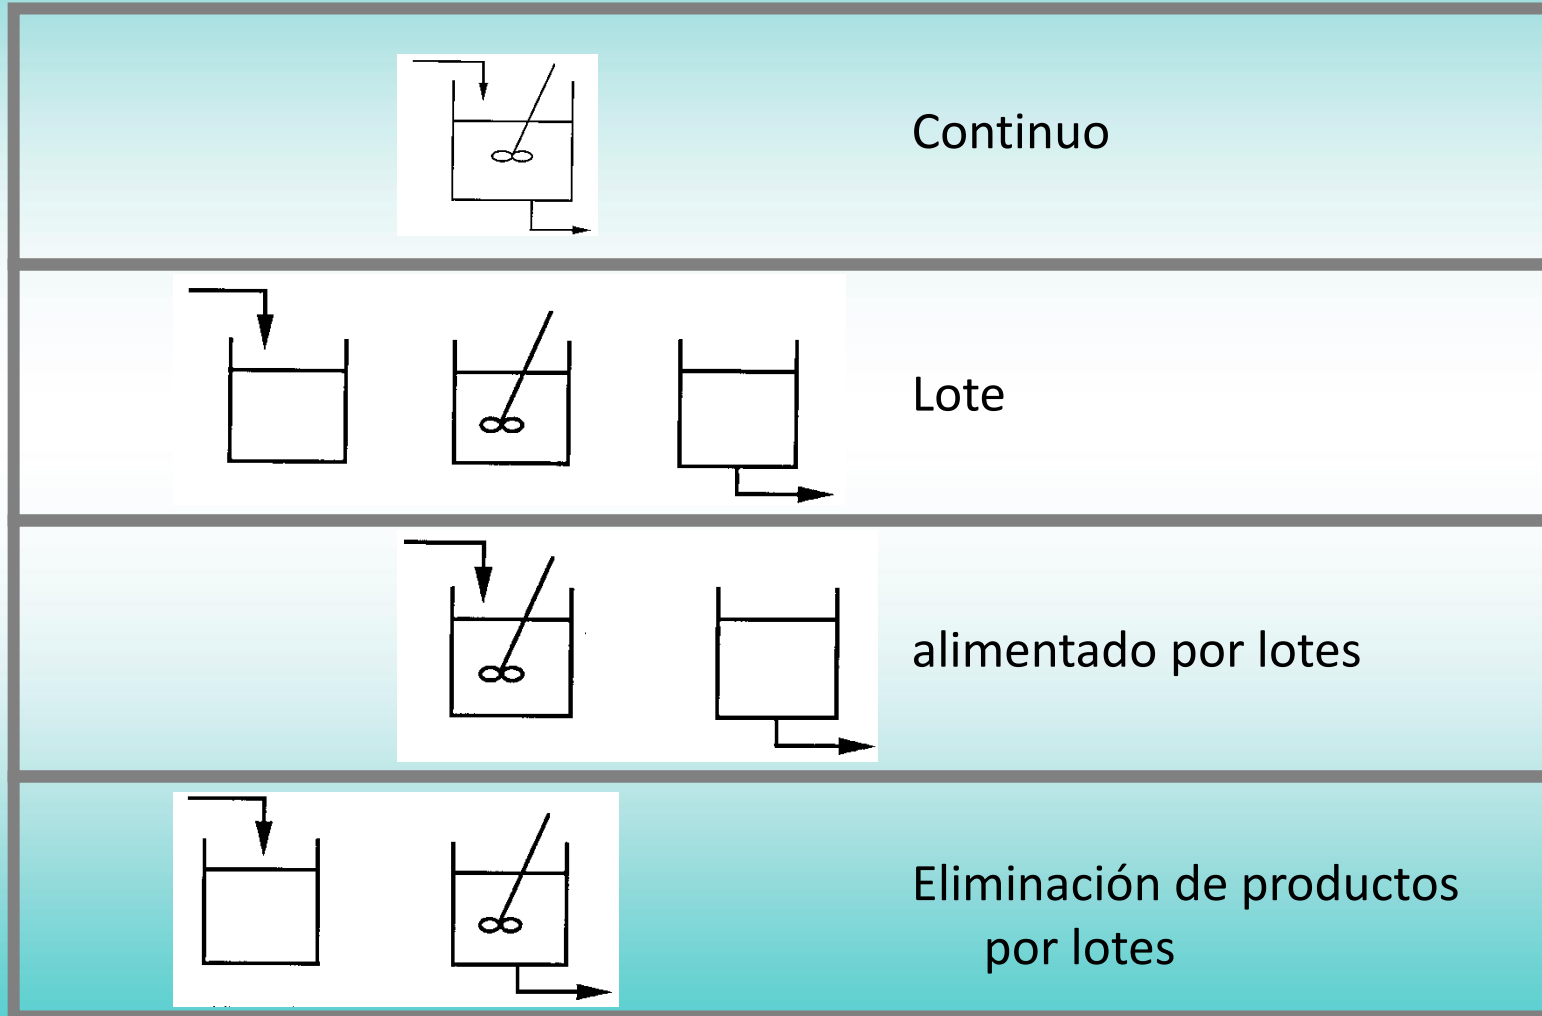 Continuo
Lote
alimentado por lotes
Eliminación de productos
por lotes